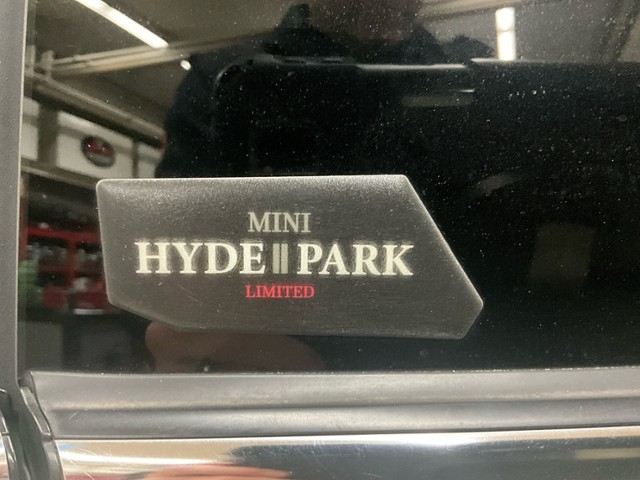 MINI
HYDE || PARK
LIMITED